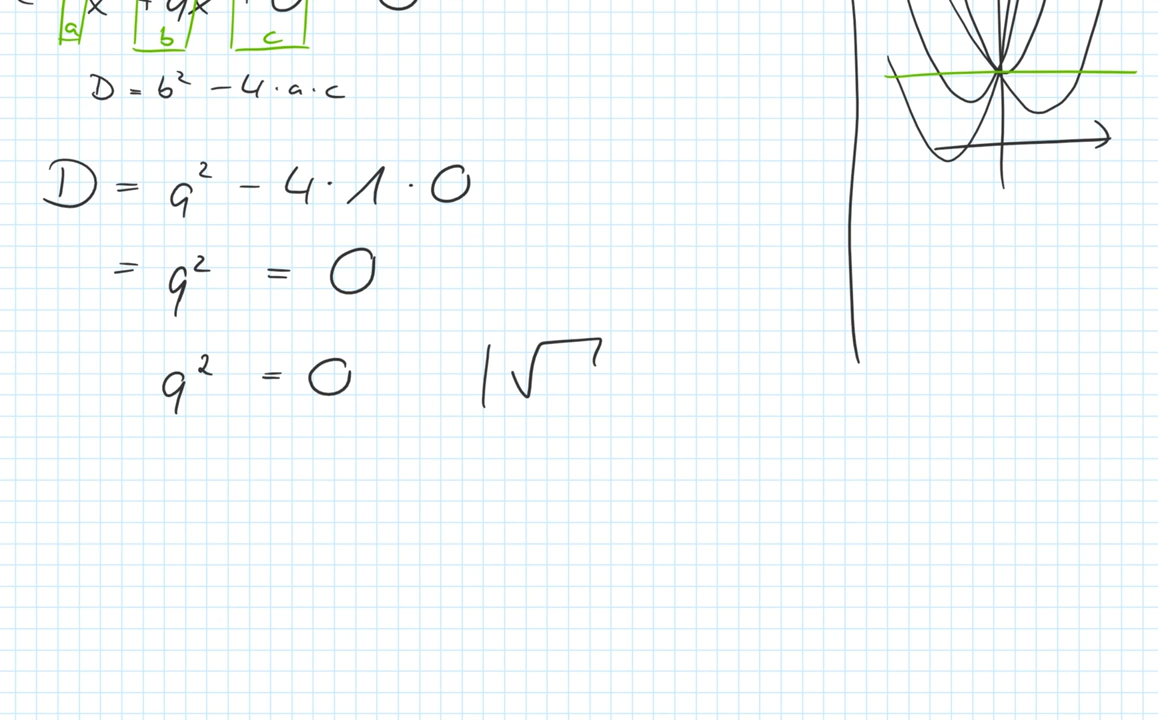 a b c
D = b² - 4 · a · c
D = q² - 4 · 1 · 0
= q² = 0
q² = 0 | √